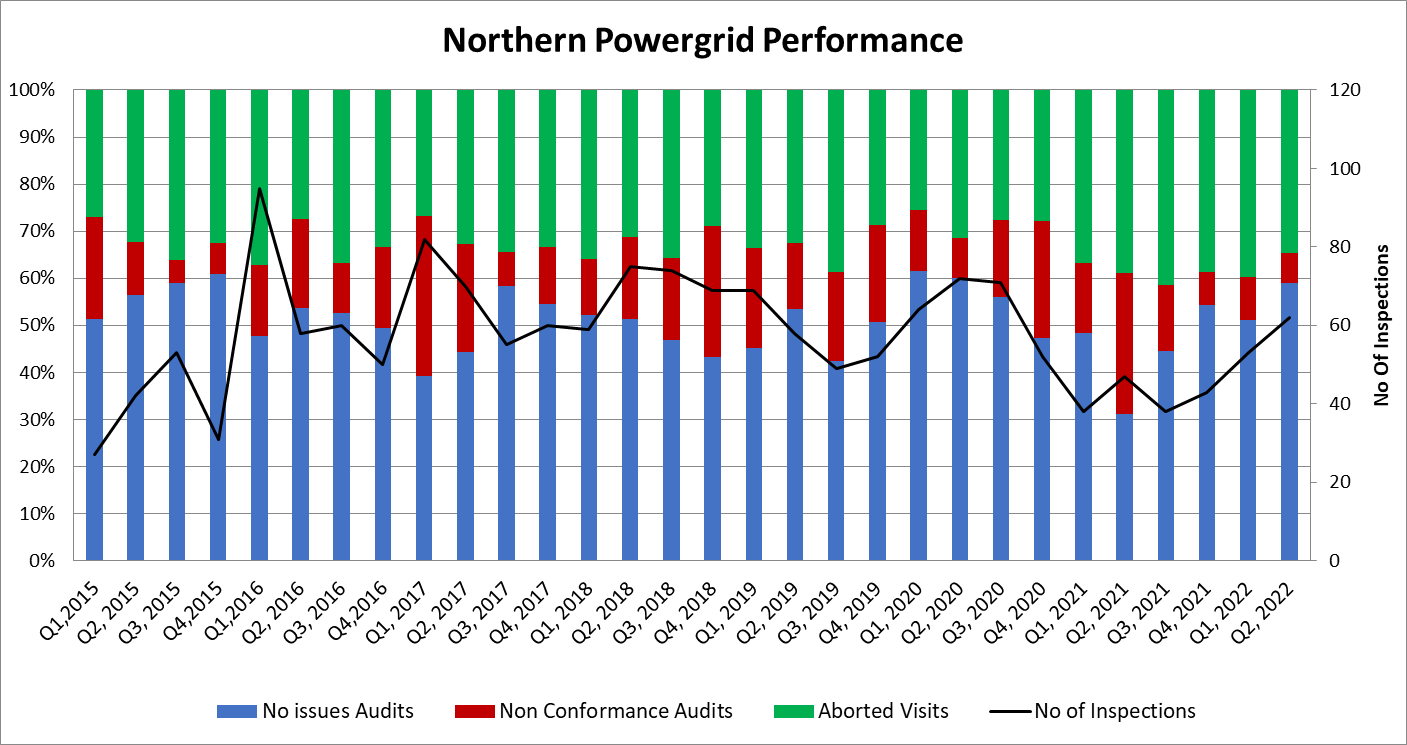 Northern Powergrid Performance
100%
90%
80%
70%
60%
50%
40%
30%
20%
10%
0%
120
100
80
60
40
20
0
No Of Inspections
Q1,2015
Q2, 2015
Q3, 2015
Q4,2015
Q1,2016
Q2, 2016
Q3, 2016
Q4,2016
Q1, 2017
Q2, 2017
Q3, 2017
Q4, 2017
Q1, 2018
Q2, 2018
Q3, 2018
Q4, 2018
Q1, 2019
Q2, 2019
Q3, 2019
Q4, 2019
Q1, 2020
Q2, 2020
Q3, 2020
Q4, 2020
Q1, 2021
Q2, 2021
Q3, 2021
Q4, 2021
Q1, 2022
Q2, 2022
No issues Audits
Non Conformance Audits
Aborted Visits
No of Inspections